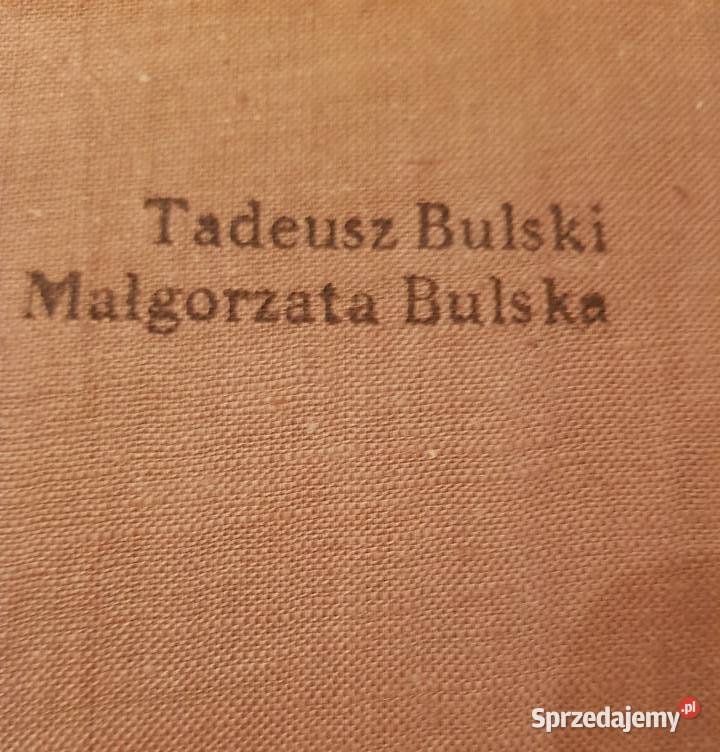 Tadeusz Bulski
Małgorzata Bulska
Sprzedajemy.pl